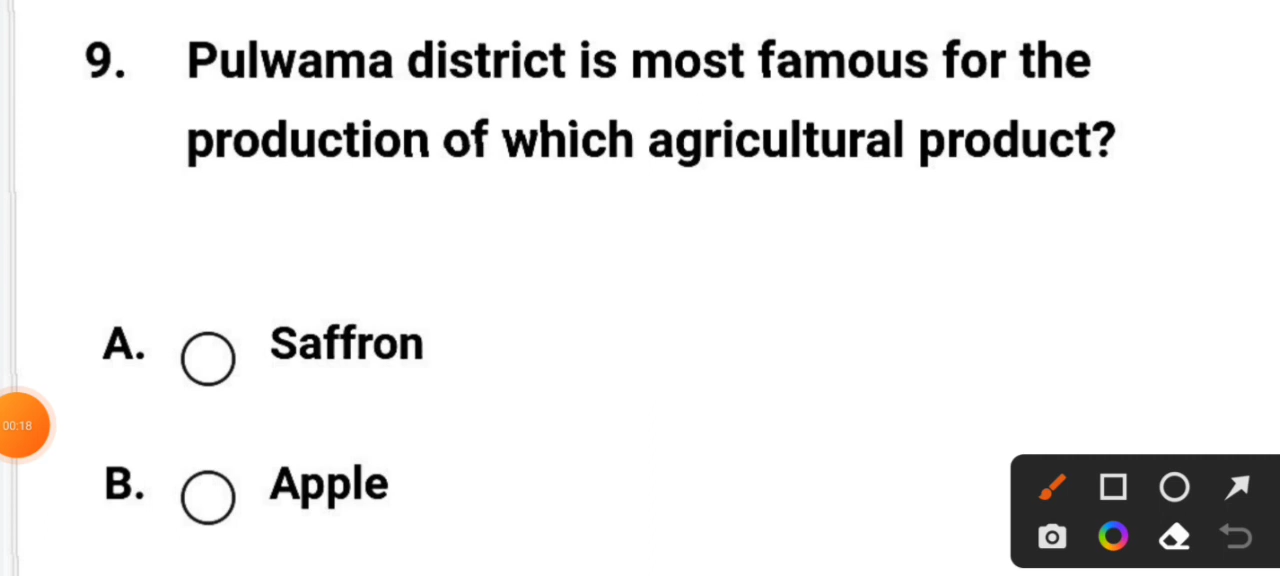 9. Pulwama district is most famous for the
production of which agricultural product?
A. Saffron
00:18
B. Apple